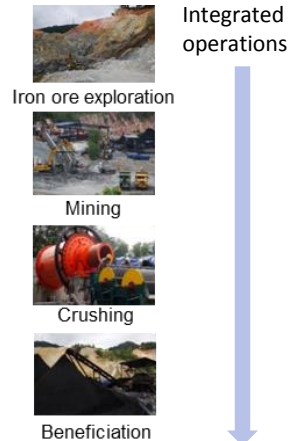 Integrated
operations
Iron ore exploration
Mining
Crushing
Beneficiation